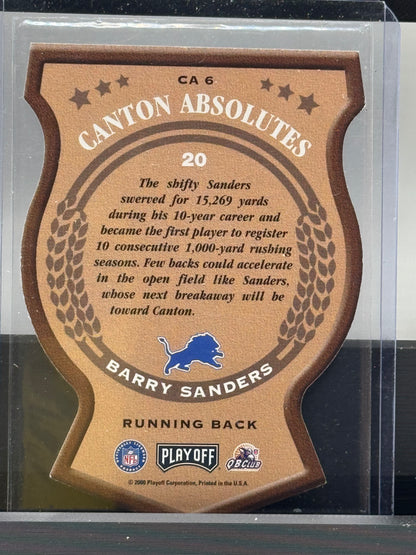 CA 6
CANTON ABSOLUTES
20
The shifty Sanders
swerved for 15,269 yards
during his 10-year career and
became the first player to register
10 consecutive 1,000-yard rushing
seasons. Few backs could accelerate
in the open field like Sanders,
whose next breakaway will be
toward Canton.
BARRY SANDERS
RUNNING BACK
NFL
PLAYOFF
QB CLUB
© 2000 Playoff Corporation, Printed in the U.S.A.